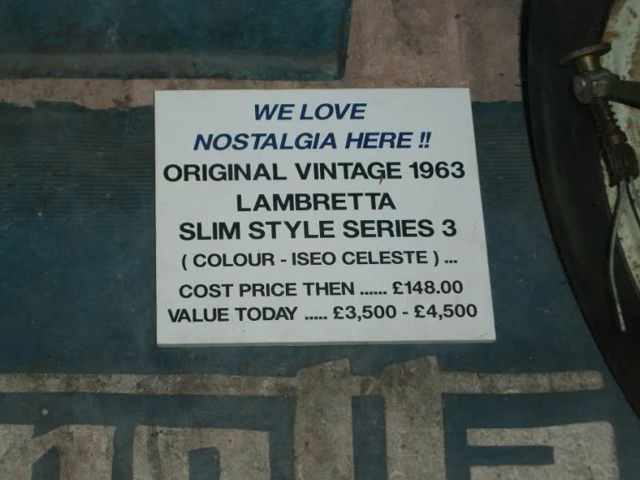 WE LOVE
NOSTALGIA HERE !!
ORIGINAL VINTAGE 1963
LAMBRETTA
SLIM STYLE SERIES 3
( COLOUR - ISEO CELESTE ) ...
COST PRICE THEN ...... £148.00
VALUE TODAY ..... £3,500 - £4,500